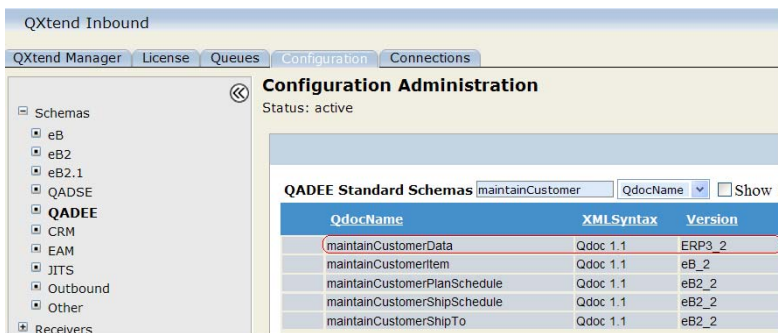 QXtend Inbound
QXtend Manager License Queues Configuration Connections
Configuration Administration
Status: active
Schemas
eB
eB2
eB2.1
QADSE
QADEE
CRM
EAM
JITS
Outbound
Other
Receivers
QADEE Standard Schemas maintainCustomer QdocName Show
QdocName XMLSyntax Version
maintainCustomerData Qdoc 1.1 ERP3_2
maintainCustomerItem Qdoc 1.1 eB_2
maintainCustomerPlanSchedule Qdoc 1.1 eB2_2
maintainCustomerShipSchedule Qdoc 1.1 eB2_2
maintainCustomerShipTo Qdoc 1.1 eB2_2